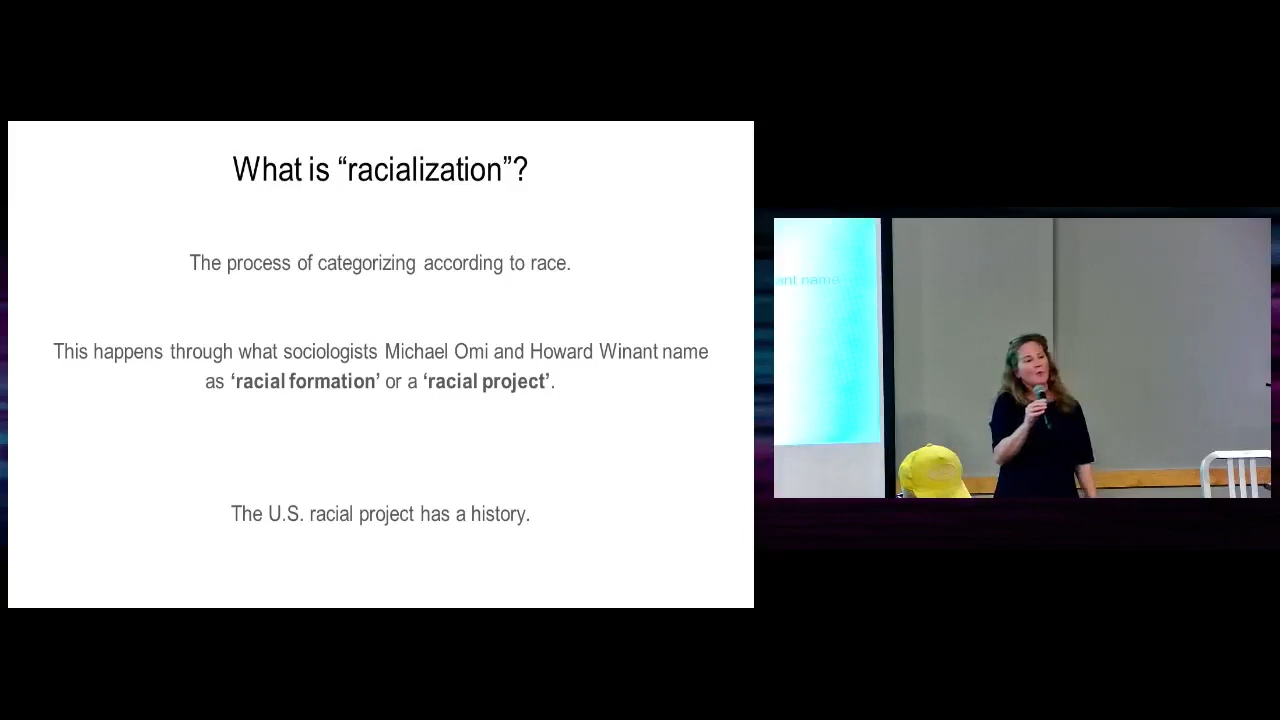 What is “racialization”?
The process of categorizing according to race.
This happens through what sociologists Michael Omi and Howard Winant name
as ‘racial formation’ or a ‘racial project’.
The U.S. racial project has a history.
name